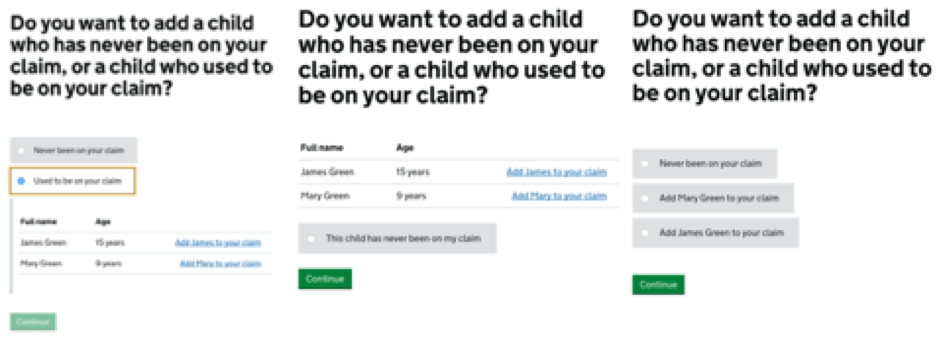 Do you want to add a child
who has never been on your
claim, or a child who used to
be on your claim?
Never been on your claim
Used to be on your claim
Full name Age
James Green 15 years Add James to your claim
Mary Green 9 years Add Mary to your claim
Continue
Do you want to add a child
who has never been on your
claim, or a child who used to
be on your claim?
Full name Age
James Green 15 years Add James to your claim
Mary Green 9 years Add Mary to your claim
This child has never been on my claim
Continue
Do you want to add a child
who has never been on your
claim, or a child who used to
be on your claim?
Never been on your claim
Add Mary Green to your claim
Add James Green to your claim
Continue